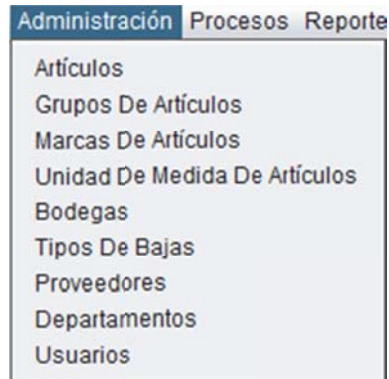 Administración Procesos Reporte
Artículos
Grupos De Artículos
Marcas De Artículos
Unidad De Medida De Artículos
Bodegas
Tipos De Bajas
Proveedores
Departamentos
Usuarios